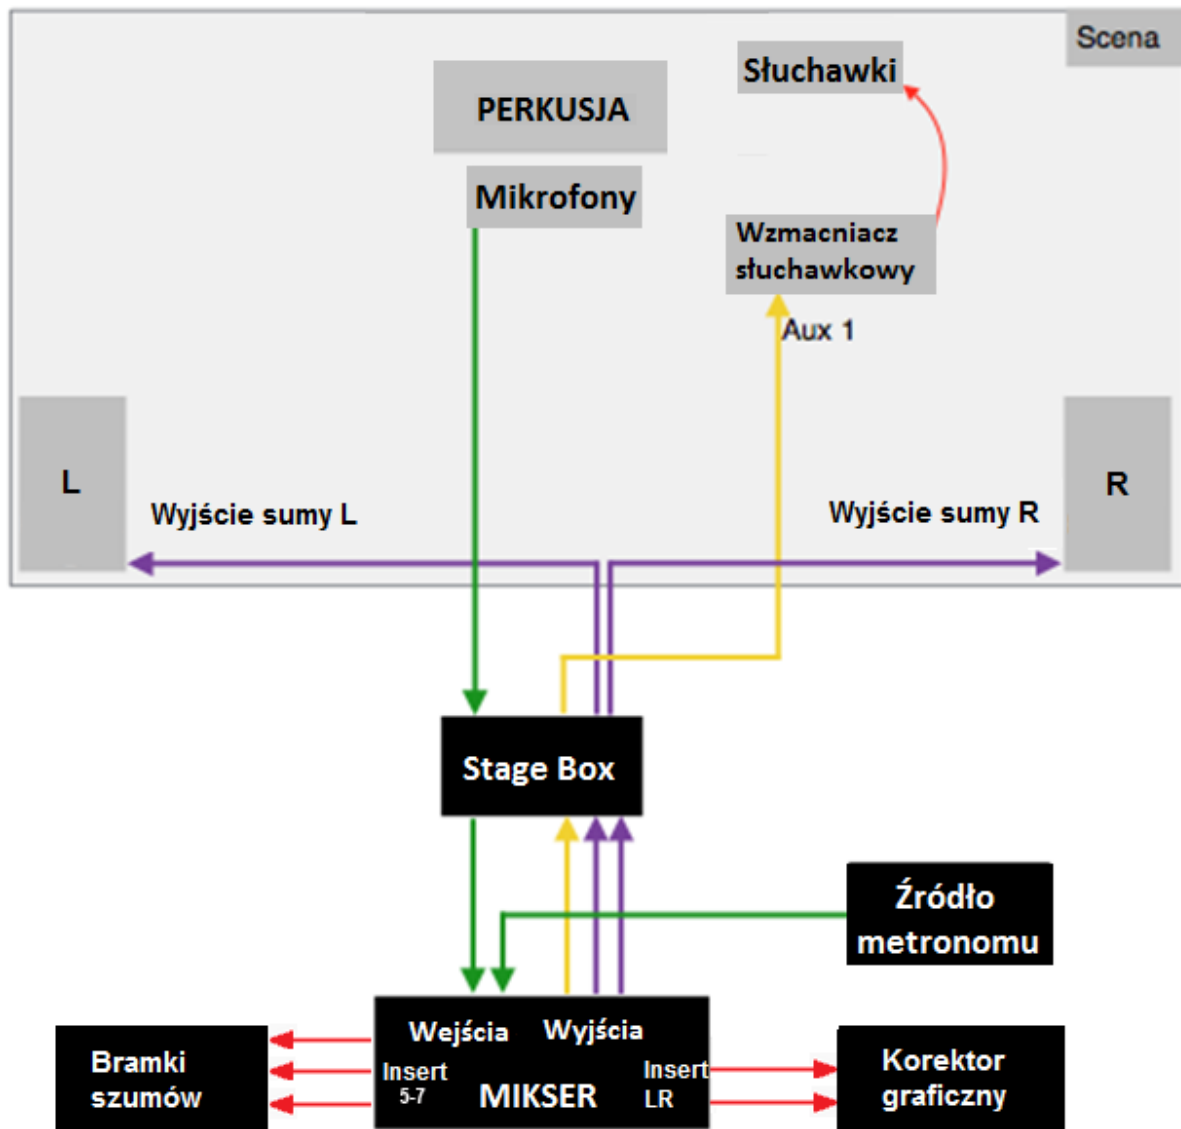 Scena
Słuchawki
PERKUSJA
Mikrofony
Wzmacniacz
słuchawkowy
Aux 1
L
R
Wyjście sumy L
Wyjście sumy R
Stage Box
Źródło
metronomu
Wejścia
Wyjścia
Bramki
szumów
Insert
5-7
MIKSER
Insert
LR
Korektor
graficzny